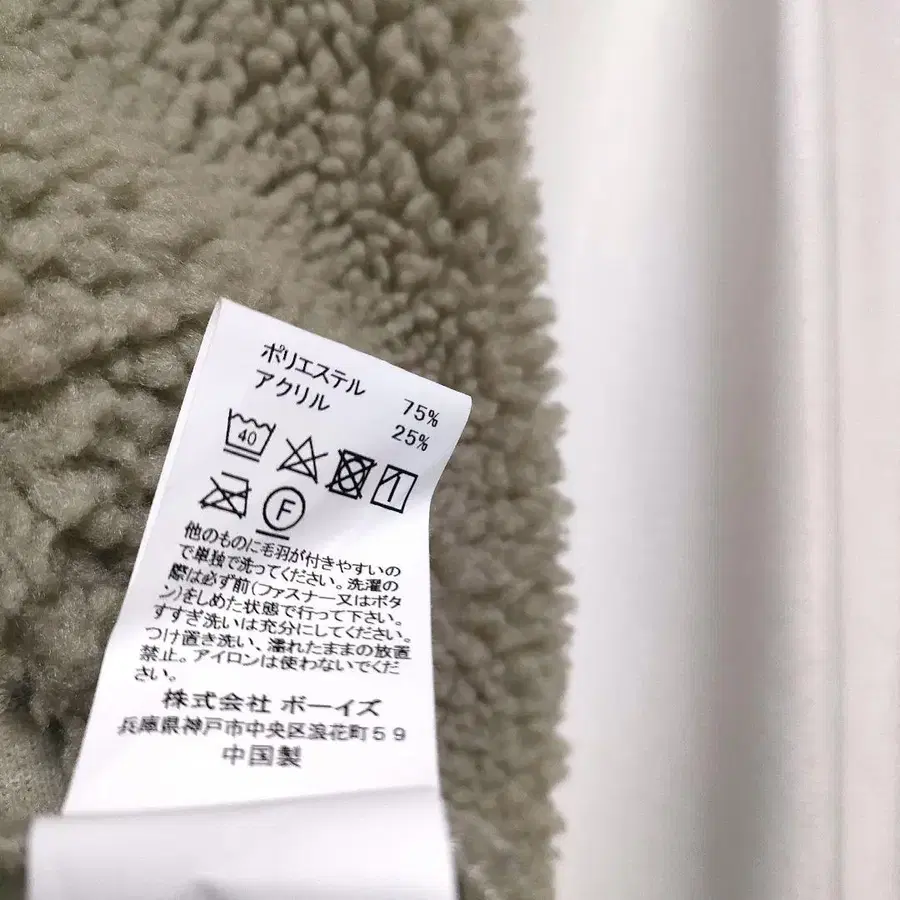 ポリエステル 75%
アクリル 25%
40
F
他のものに毛羽が付きやすいの
で単独で洗ってください。洗濯の
際は必ず前(ファスナー又はボタ
ン)をしめた状態で行って下さい。
すすぎ洗いは充分にしてください。
つけ置き洗い、濡れたままの放置
禁止。アイロンは使わないでくだ
さい。
株式会社 ボーイズ
兵庫県神戸市中央区浪花町59
中国製